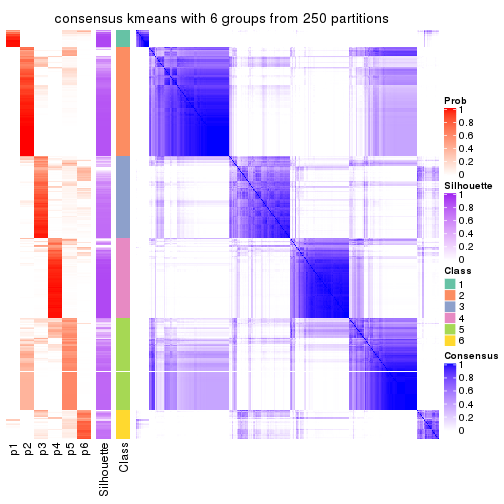 consensus kmeans with 6 groups from 250 partitions
Prob
1
0.8
0.6
0.4
0.2
0
Silhouette
1
0.8
0.6
0.4
0.2
0
Class
1
2
3
4
5
6
Consensus
1
0.8
0.6
0.4
0.2
0
p1
p2
p3
p4
p5
p6
Silhouette
Class